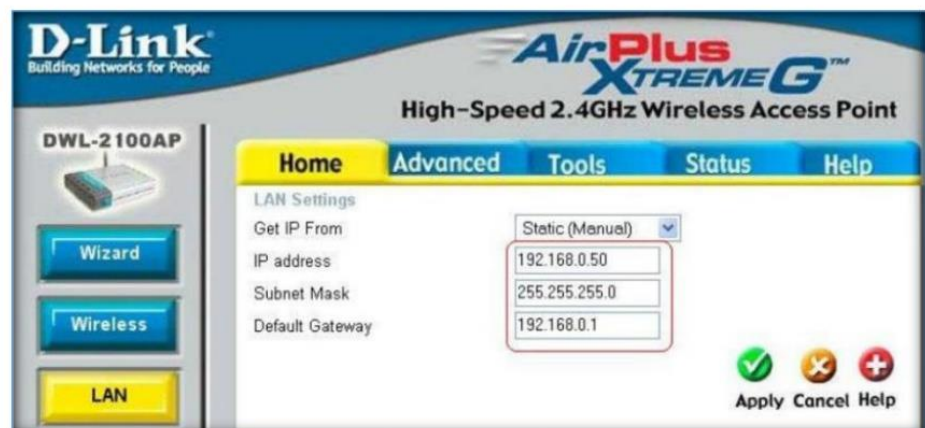 D-Link
Building Networks for People
AirPlus
XTREME G™
High-Speed 2.4GHz Wireless Access Point
DWL-2100AP
Home Advanced Tools Status Help
LAN Settings
Get IP From Static (Manual)
Wizard
IP address 192.168.0.50
Subnet Mask 255.255.255.0
Wireless
Default Gateway 192.168.0.1
LAN
Apply Cancel Help